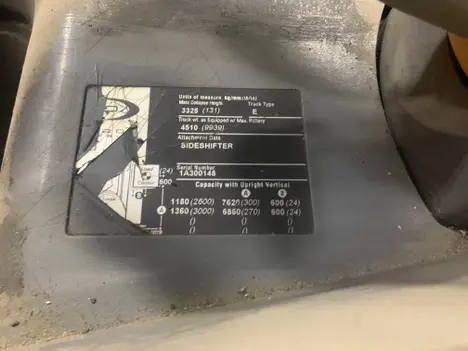 Units of measure, kg/mm (lb/in)
Max Collapse Height Truck Type
3325 (131) E
Truck wt. as Equipped w/ Max. Battery
4510 (9939)
Attachment Data
SIDESHIFTER
Serial Number
1A300148
(24)
600
Capacity with Upright Vertical
A B
1180 (2600) 7620 (300) 600 (24)
A 1360 (3000) 6860 (270) 600 (24)
() () ()
() () ()
B